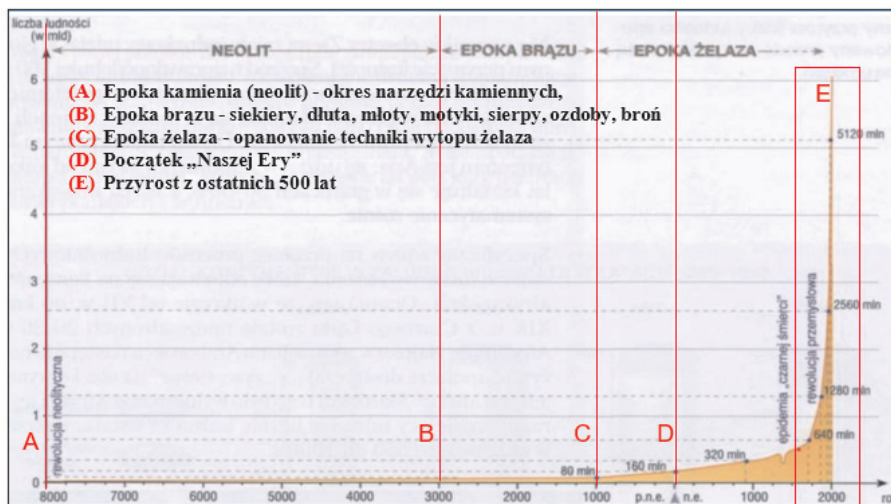 liczba ludności
(w mld)
NEOLIT
EPOKA BRĄZU
EPOKA ŻELAZA
6
5
4
3
2
1
0
(A) Epoka kamienia (neolit) - okres narzędzi kamiennych,
(B) Epoka brązu - siekiery, dłuta, młoty, motyki, sierpy, ozdoby, broń
(C) Epoka żelaza - opanowanie techniki wytopu żelaza
(D) Początek „Naszej Ery”
(E) Przyrost z ostatnich 500 lat
E
5120 mln
2560 mln
1280 mln
640 mln
320 mln
160 mln
80 mln
A
B
C
D
rewolucja neolityczna
epidemia „czarnej śmierci”
rewolucja przemysłowa
8000
7000
6000
5000
4000
3000
2000
1000
p.n.e.
n.e.
1000
2000